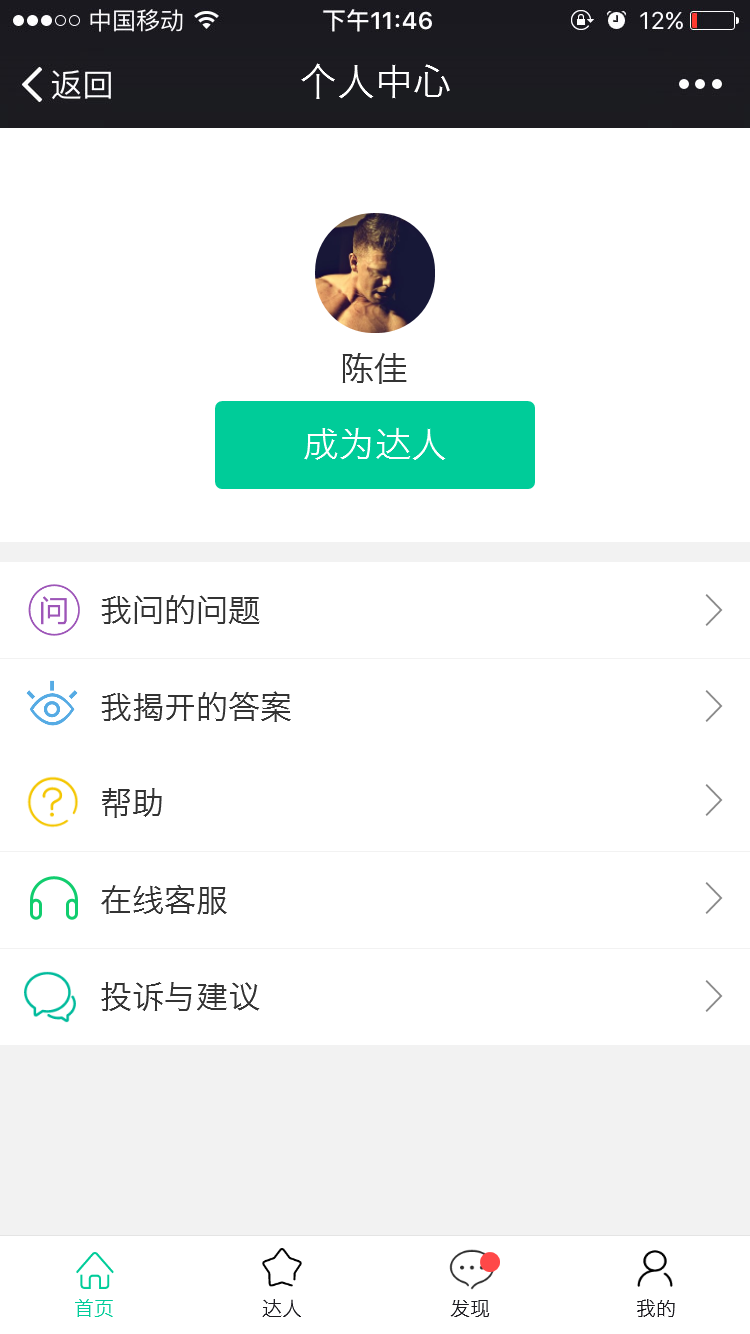 中国移动 下午11:46 12%
返回 个人中心
陈佳
成为达人
问 我问的问题
我揭开的答案
帮助
在线客服
投诉与建议
首页 达人 发现 我的